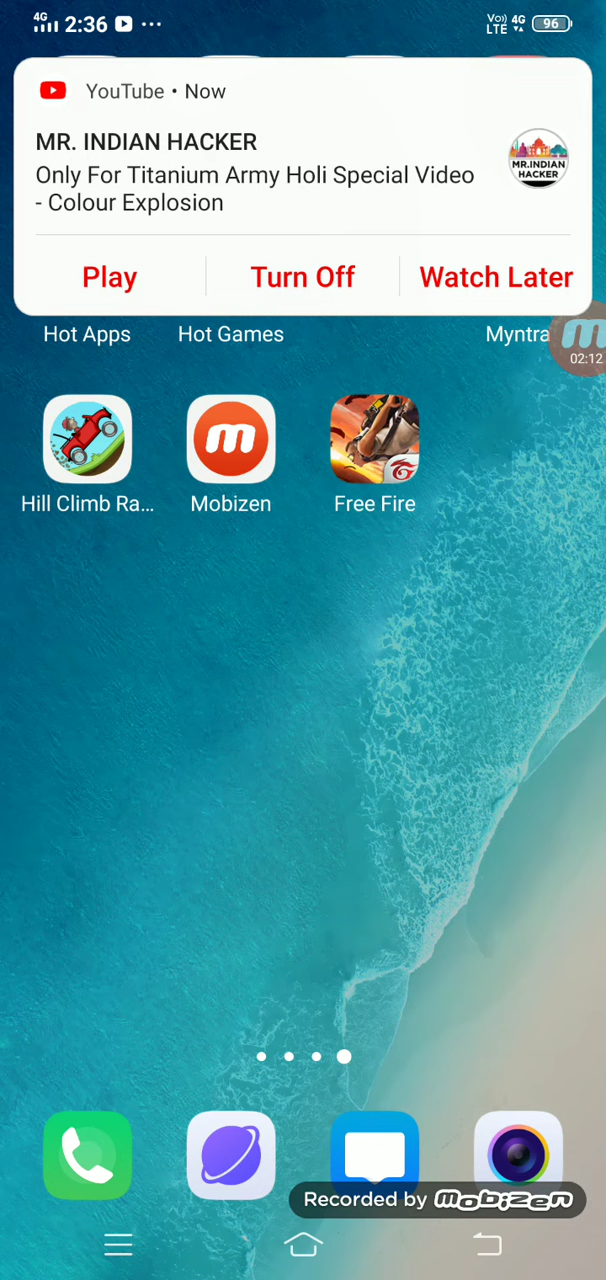 4G 2:36 Vo)) LTE 4G 96
YouTube • Now
MR. INDIAN HACKER
Only For Titanium Army Holi Special Video
- Colour Explosion
MR.INDIAN
HACKER
Play Turn Off Watch Later
Hot Apps Hot Games Myntra
02:12
Hill Climb Ra... Mobizen Free Fire
Recorded by mobizen